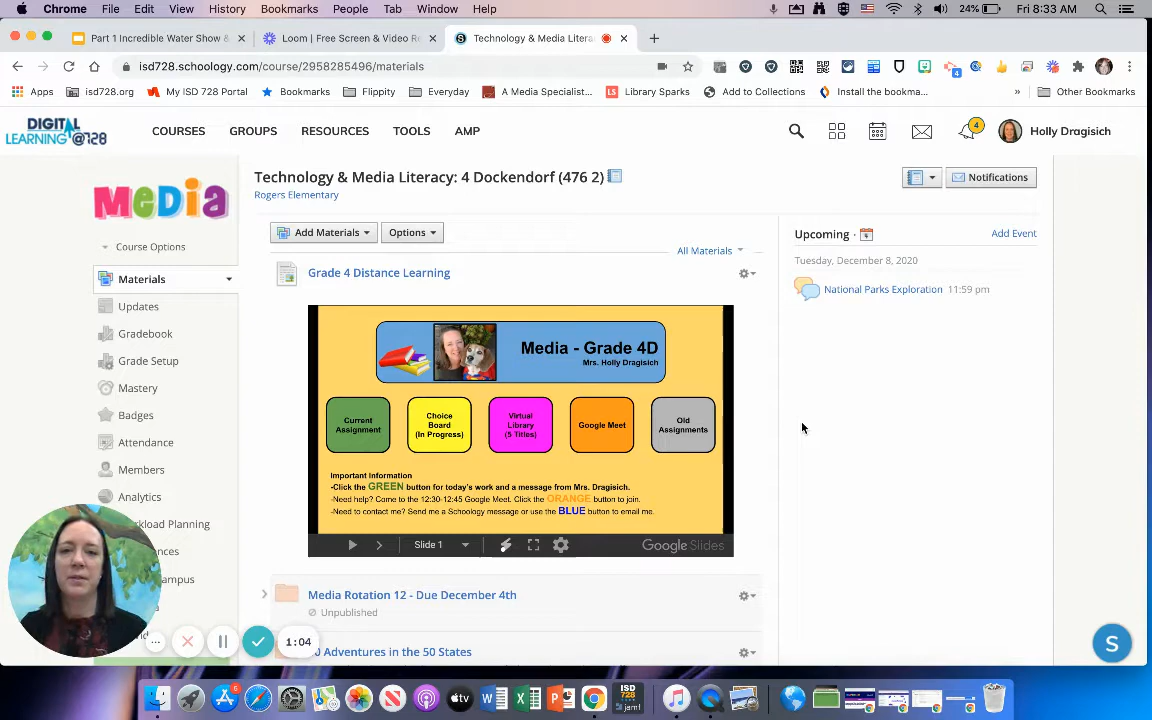 Chrome File Edit View History Bookmarks People Tab Window Help 24% Fri 8:33 AM
Part 1 Incredible Water Show & Loom | Free Screen & Video R Technology & Media Litera
isd728.schoology.com/course/2958285496/materials
Apps isd728.org My ISD 728 Portal Bookmarks Flippity Everyday A Media Specialist... Library Sparks Add to Collections Install the bookma... » Other Bookmarks
DIGITAL LEARNING@728
COURSES GROUPS RESOURCES TOOLS AMP 4 Holly Dragisich
Media
Technology & Media Literacy: 4 Dockendorf (476 2)
Notifications
Rogers Elementary
Course Options
Materials
Updates
Gradebook
Grade Setup
Mastery
Badges
Attendance
Members
Analytics
rkload Planning
ences
ampus
Add Materials Options
All Materials
Grade 4 Distance Learning
Media - Grade 4D
Mrs. Holly Dragisich
Current Assignment
Choice Board (In Progress)
Virtual Library (5 Titles)
Google Meet
Old Assignments
Important Information
-Click the GREEN button for today's work and a message from Mrs. Dragisich.
-Need help? Come to the 12:30-12:45 Google Meet. Click the ORANGE button to join.
-Need to contact me? Send me a Schoology message or use the BLUE button to email me.
Slide 1 Google Slides
Media Rotation 12 - Due December 4th
Unpublished
0 Adventures in the 50 States
Upcoming · Add Event
Tuesday, December 8, 2020
National Parks Exploration 11:59 pm
1:04
S